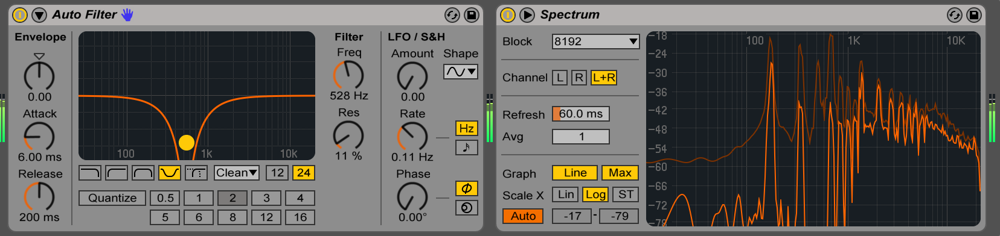 Auto Filter
Envelope
0.00
Attack
6.00 ms
Release
200 ms
100 1k 10k
Clean 12 24
Quantize 0.5 1 2 3 4
5 6 8 12 16
Filter
Freq
528 Hz
Res
11 %
LFO / S&H
Amount Shape
0.00
Rate
Hz
0.11 Hz
Phase
0.00°
Spectrum
Block 8192
Channel L R L+R
Refresh 60.0 ms
Avg 1
Graph Line Max
Scale X Lin Log ST
Auto -17 - -79
100 1K 10K
-18
-24
-30
-36
-42
-48
-54
-60
-66
-72
-78